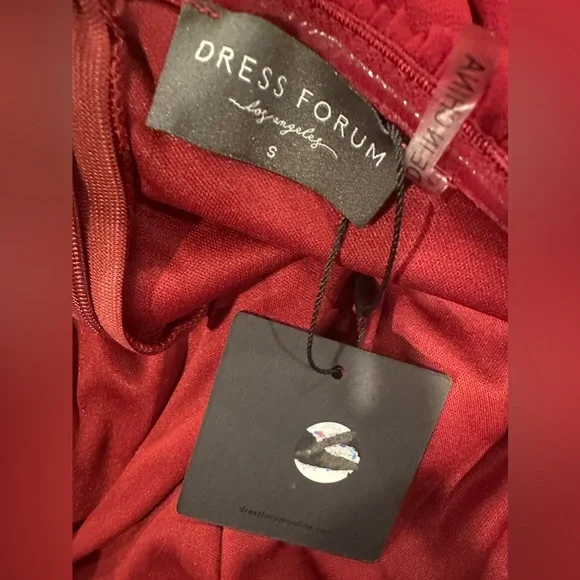 DRESS FORUM
los angeles
S
MADE IN CHINA
dressforumonline.com